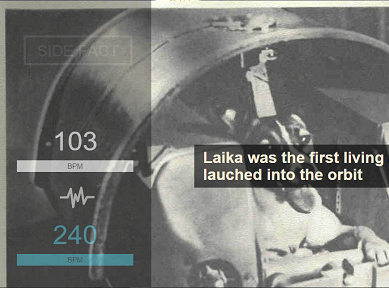 SIDE FACT
103
BPM
240
BPM
Laika was the first living
lauched into the orbit